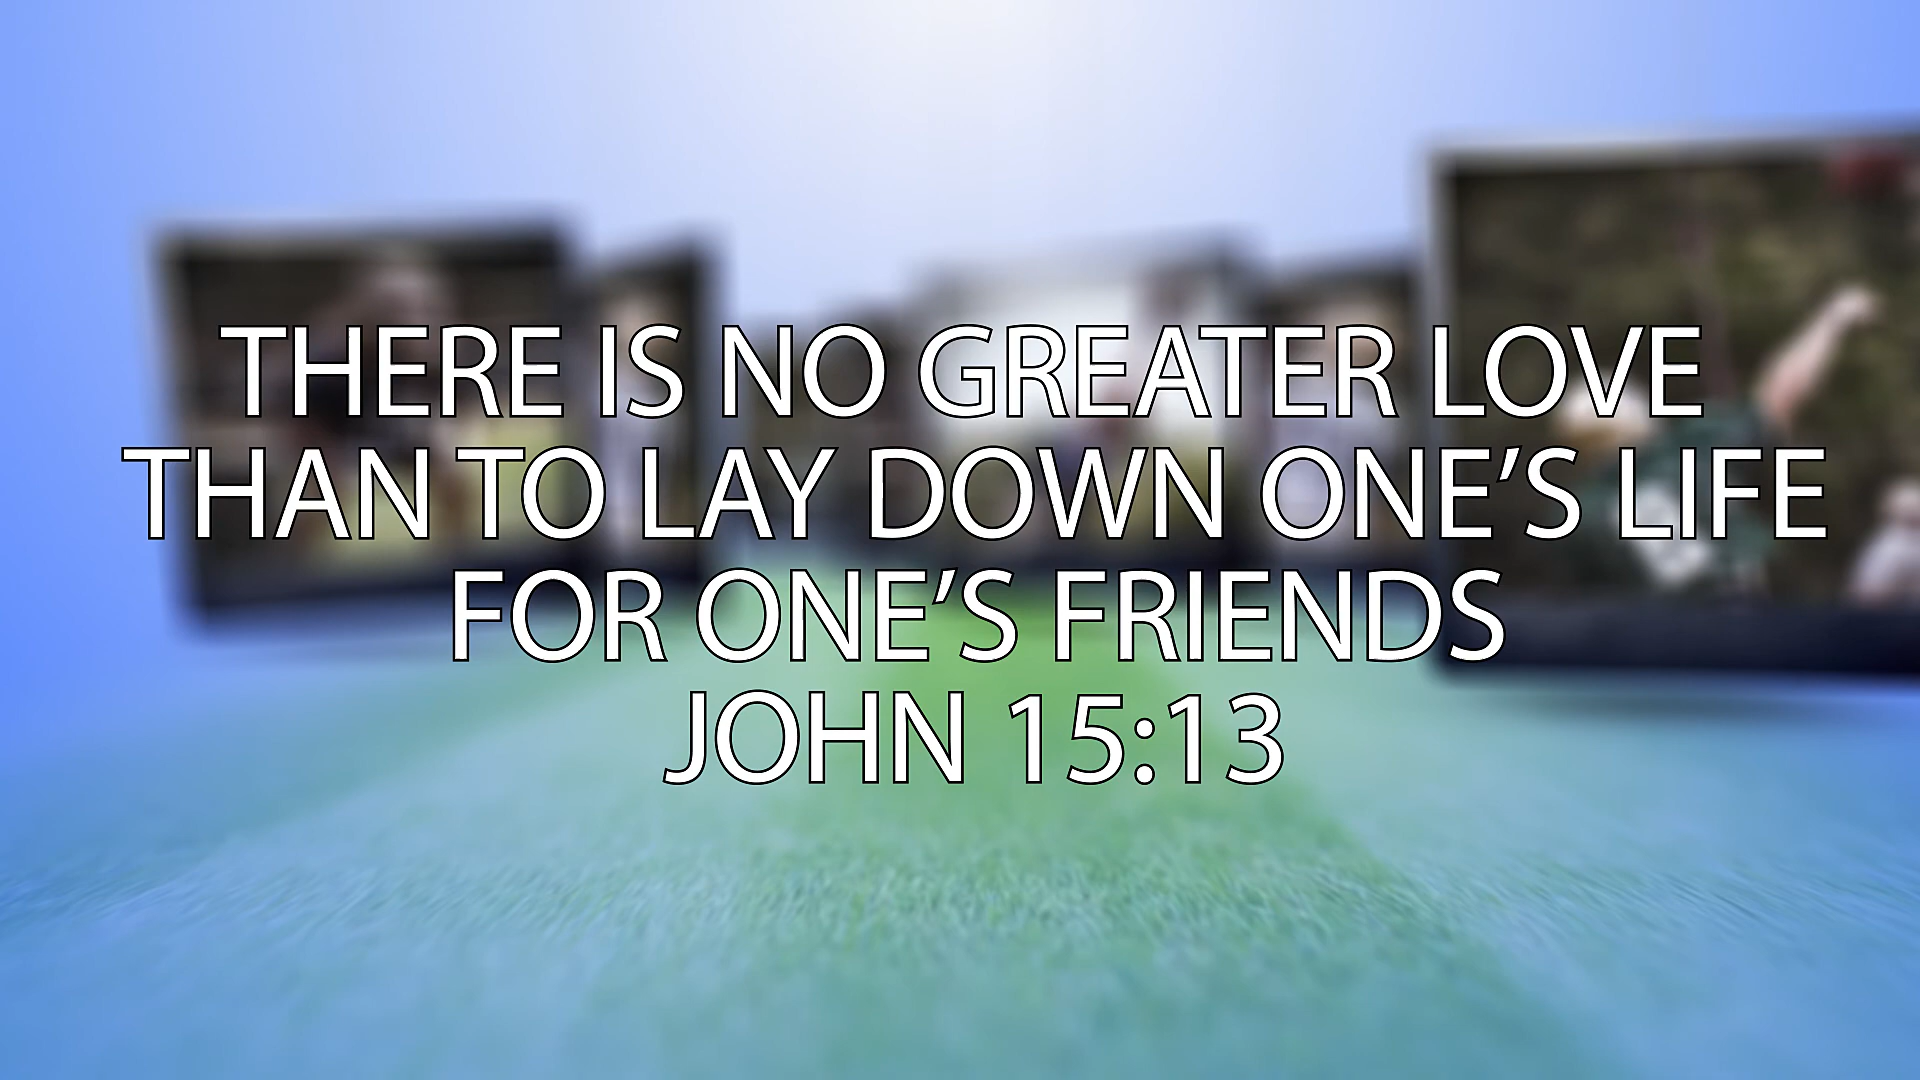 THERE IS NO GREATER LOVE
THAN TO LAY DOWN ONE’S LIFE
FOR ONE’S FRIENDS
JOHN 15:13